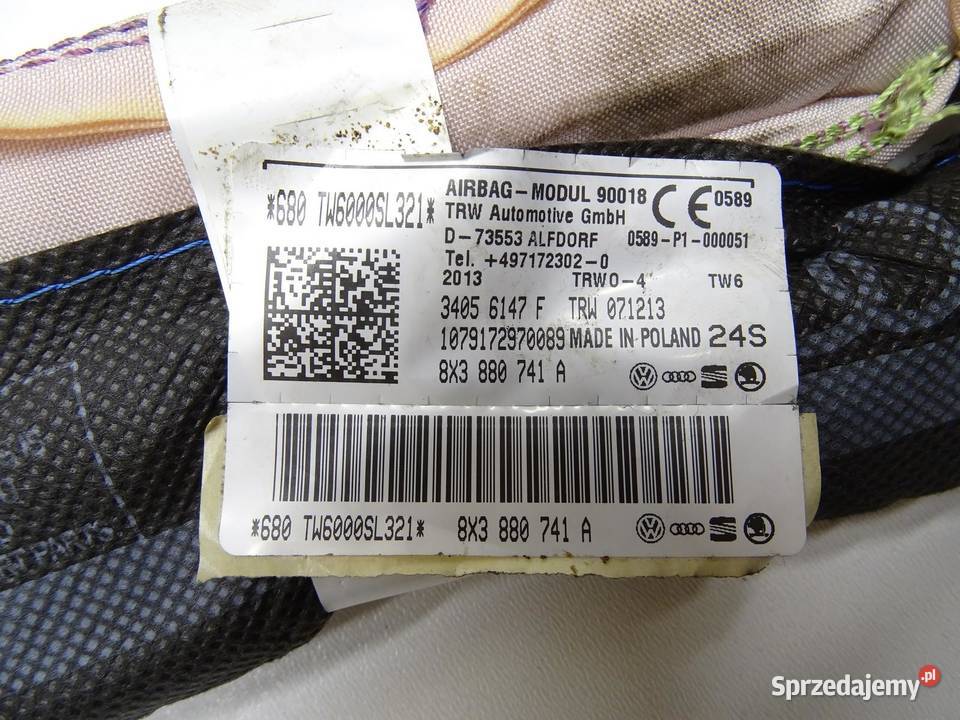 *680 TW6000SL321*
AIRBAG-MODUL 90018
TRW Automotive GmbH
CE 0589
D-73553 ALFDORF 0589-P1-000051
Tel. +497172302-0
2013 TRWO-4* TW6
3405 6147 F TRW 071213
1079172970089 MADE IN POLAND 24S
8X3 880 741 A
*680 TW6000SL321* 8X3 880 741 A
Sprzedajemy.pl